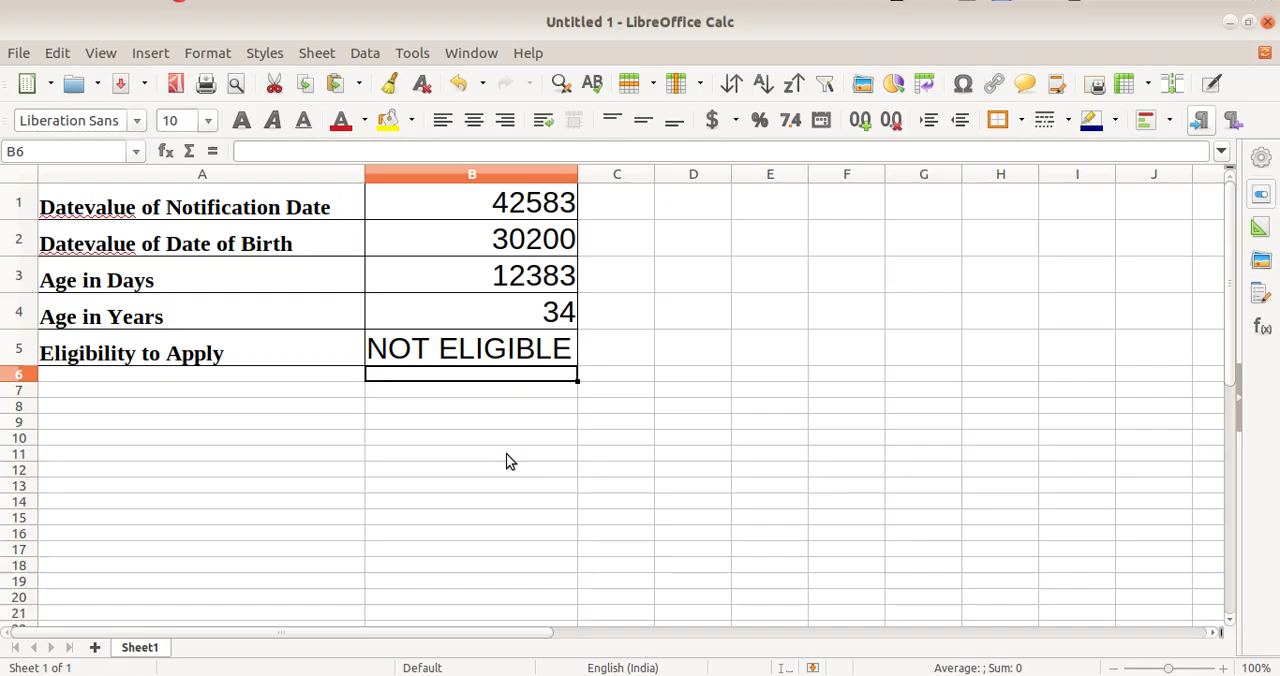 Untitled 1 - LibreOffice Calc
File Edit View Insert Format Styles Sheet Data Tools Window Help
Liberation Sans 10
B6
A B C D E F G H I J
1 Datevalue of Notification Date 42583
2 Datevalue of Date of Birth 30200
3 Age in Days 12383
4 Age in Years 34
5 Eligibility to Apply NOT ELIGIBLE
6
7
8
9
10
11
12
13
14
15
16
17
18
19
20
21
Sheet1
Sheet 1 of 1 Default English (India) Average: ; Sum: 0 100%